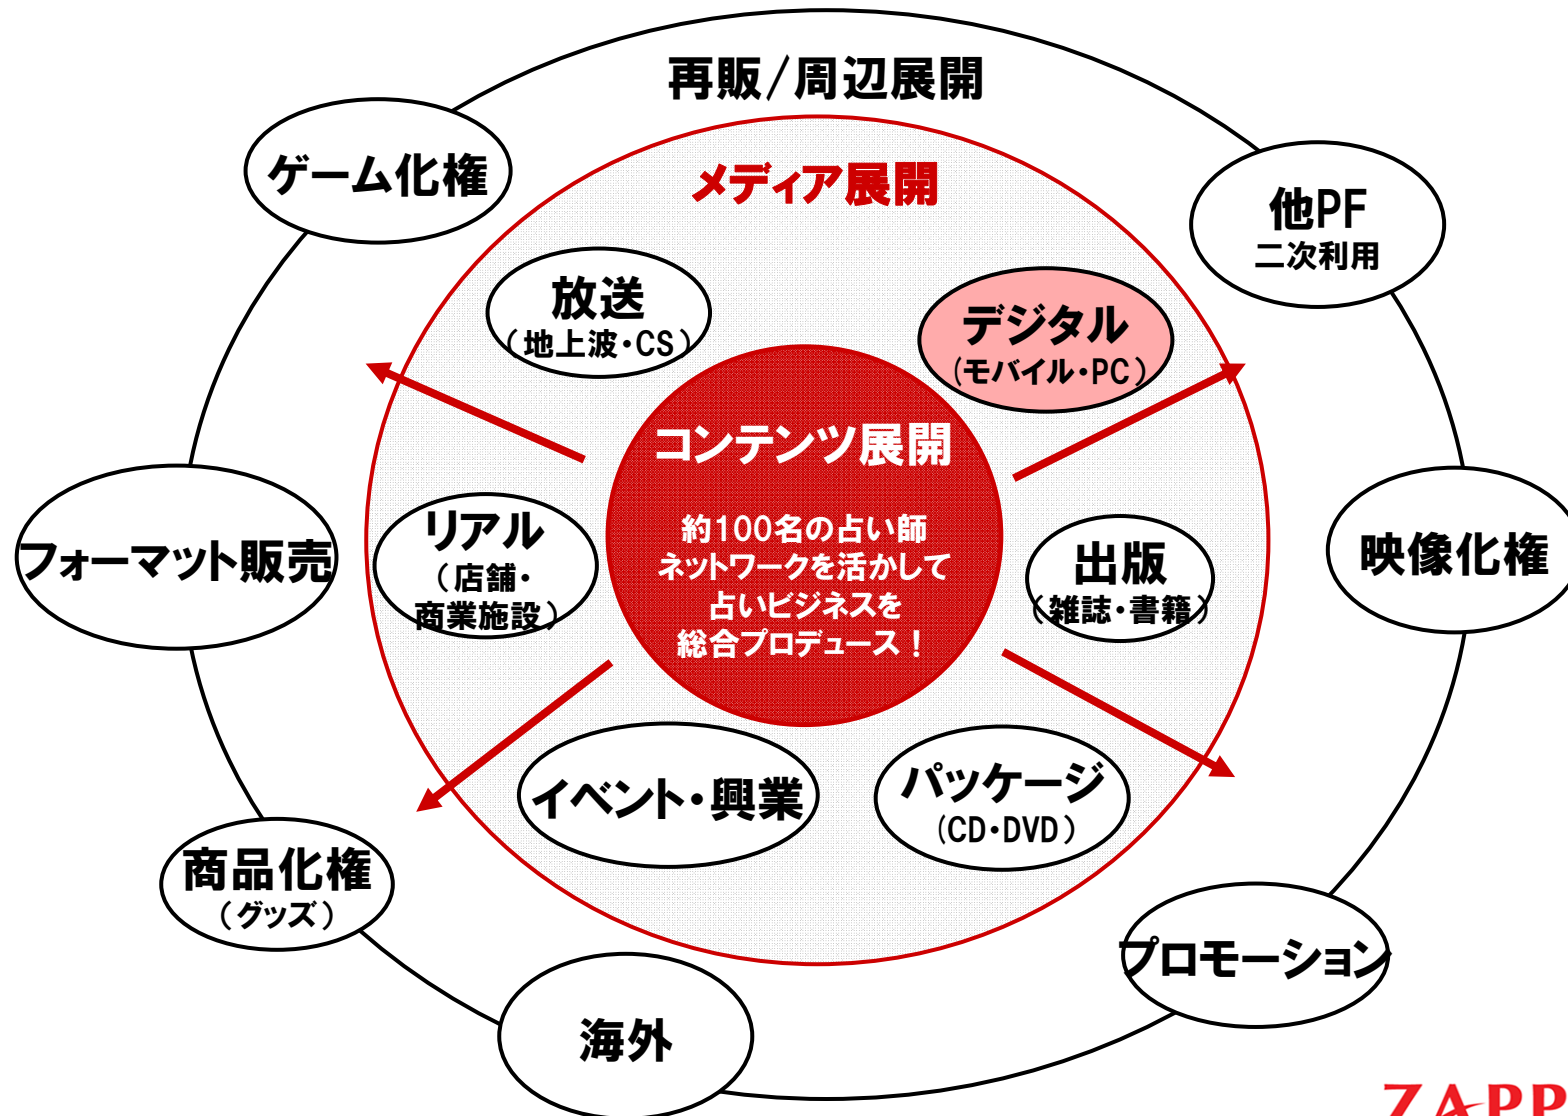 再販/周辺展開
メディア展開
ゲーム化権
他PF
二次利用
放送
（地上波・CS）
デジタル
（モバイル・PC）
コンテンツ展開
約100名の占い師
ネットワークを活かして
占いビジネスを
総合プロデュース！
リアル
（店舗・
商業施設）
出版
（雑誌・書籍）
フォーマット販売
映像化権
イベント・興業
パッケージ
（CD・DVD）
商品化権
（グッズ）
プロモーション
海外
ZAPP